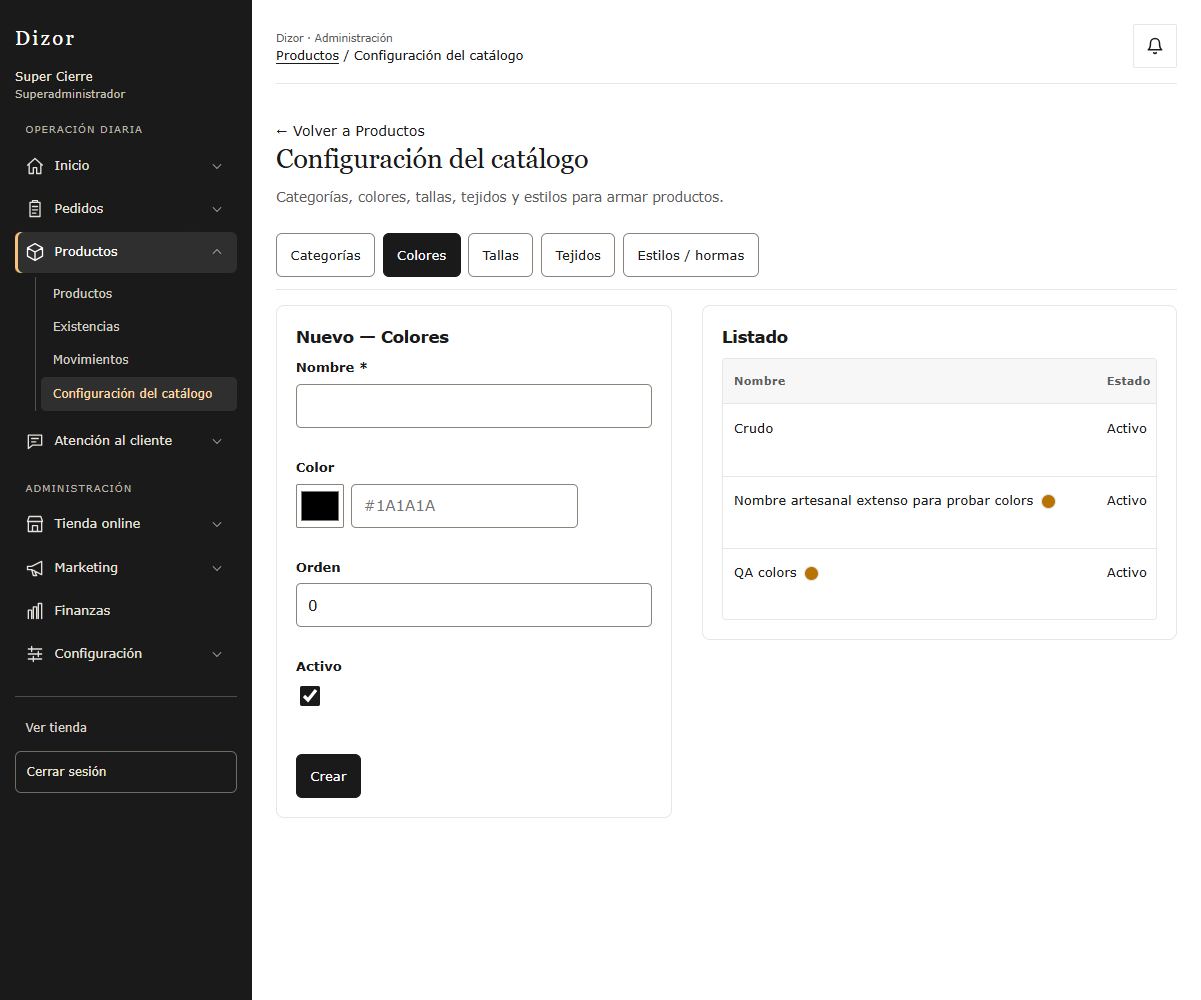 Dizor
Super Cierre
Superadministrador
OPERACIÓN DIARIA
Inicio
Pedidos
Productos
Productos
Existencias
Movimientos
Configuración del catálogo
Atención al cliente
ADMINISTRACIÓN
Tienda online
Marketing
Finanzas
Configuración
Ver tienda
Cerrar sesión
Dizor · Administración
Productos / Configuración del catálogo
← Volver a Productos
Configuración del catálogo
Categorías, colores, tallas, tejidos y estilos para armar productos.
Categorías Colores Tallas Tejidos Estilos / hormas
Nuevo — Colores
Nombre *
Color
#1A1A1A
Orden
0
Activo
Crear
Listado
Nombre Estado
Crudo Activo
Nombre artesanal extenso para probar colors Activo
QA colors Activo